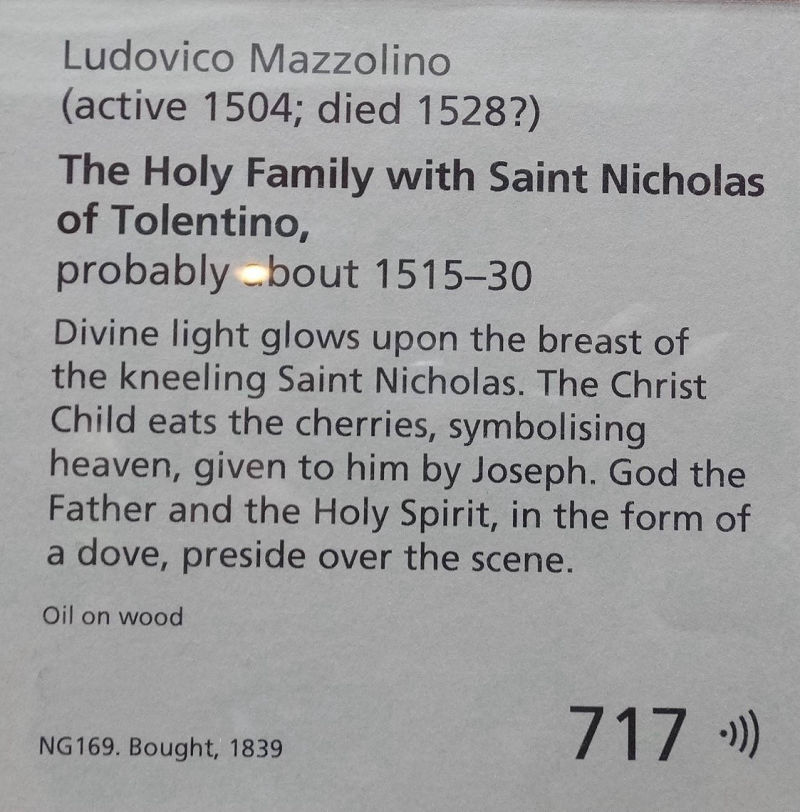 Ludovico Mazzolino
(active 1504; died 1528?)
The Holy Family with Saint Nicholas
of Tolentino,
probably about 1515–30
Divine light glows upon the breast of
the kneeling Saint Nicholas. The Christ
Child eats the cherries, symbolising
heaven, given to him by Joseph. God the
Father and the Holy Spirit, in the form of
a dove, preside over the scene.
Oil on wood
NG169. Bought, 1839
717